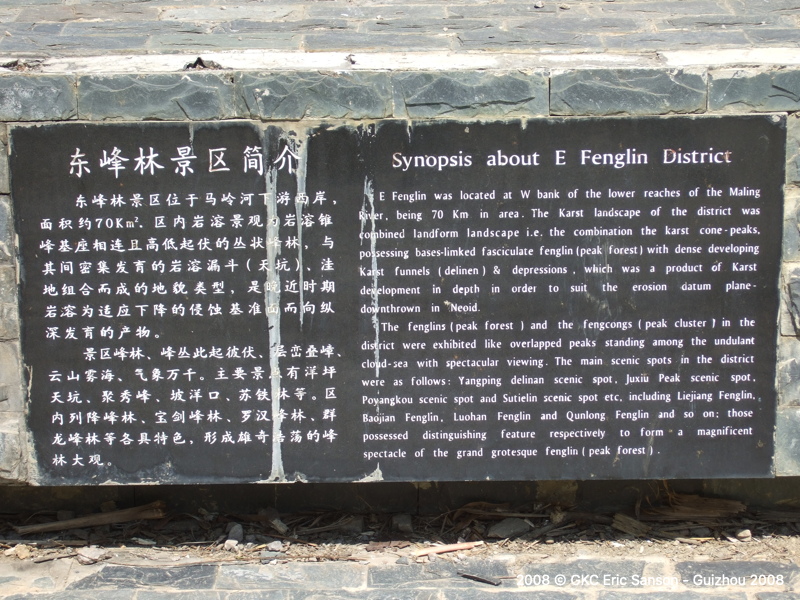 东峰林景区简介
东峰林景区位于马岭河下游西岸，
面积约70Km². 区内岩溶景观为岩溶锥
峰基座相连且高低起伏的丛状峰林，与
其间密集发育的岩溶漏斗（天坑）、洼
地组合而成的地貌类型，是晚近时期
岩溶为适应下降的侵蚀基准面而向纵
深发育的产物。
景区峰林、峰丛此起彼伏、层峦叠峰、
云山雾海、气象万千。主要景点有洋坪
天坑、聚秀峰、坡洋口、苏铁林等。区
内列降峰林、宝剑峰林、罗汉峰林、群
龙峰林等各具特色，形成雄奇浩荡的峰
林大观。
Synopsis about E Fenglin District
E Fenglin was located at W bank of the lower reaches of the Maling
River, being 70 Km in area. The Karst landscape of the district was
combined landform landscape i.e. the combination the karst cone-peaks,
possessing bases-limked fasciculate fenglin (peak forest) with dense developing
Karst funnels (delinen) & depressions, which was a product of Karst
development in depth in order to suit the erosion datum plane-
downthrown in Neoid.
The fenglins (peak forest) and the fengcongs (peak cluster) in the
district were exhibited like overlapped peaks standing among the undulant
cloud-sea with spectacular viewing. The main scenic spots in the district
were as follows: Yangping delinan scenic spot, Juxiu Peak scenic spot,
Poyangkou scenic spot and Sutielin scenic spot etc. including Liejiang Fenglin,
Baojian Fenglin, Luohan Fenglin and Qunlong Fenglin and so on; those
possessed distinguishing feature respectively to form a magnificent
spectacle of the grand grotesque fenglin (peak forest).
2008 © GKC Eric Sanson - Guizhou 2008